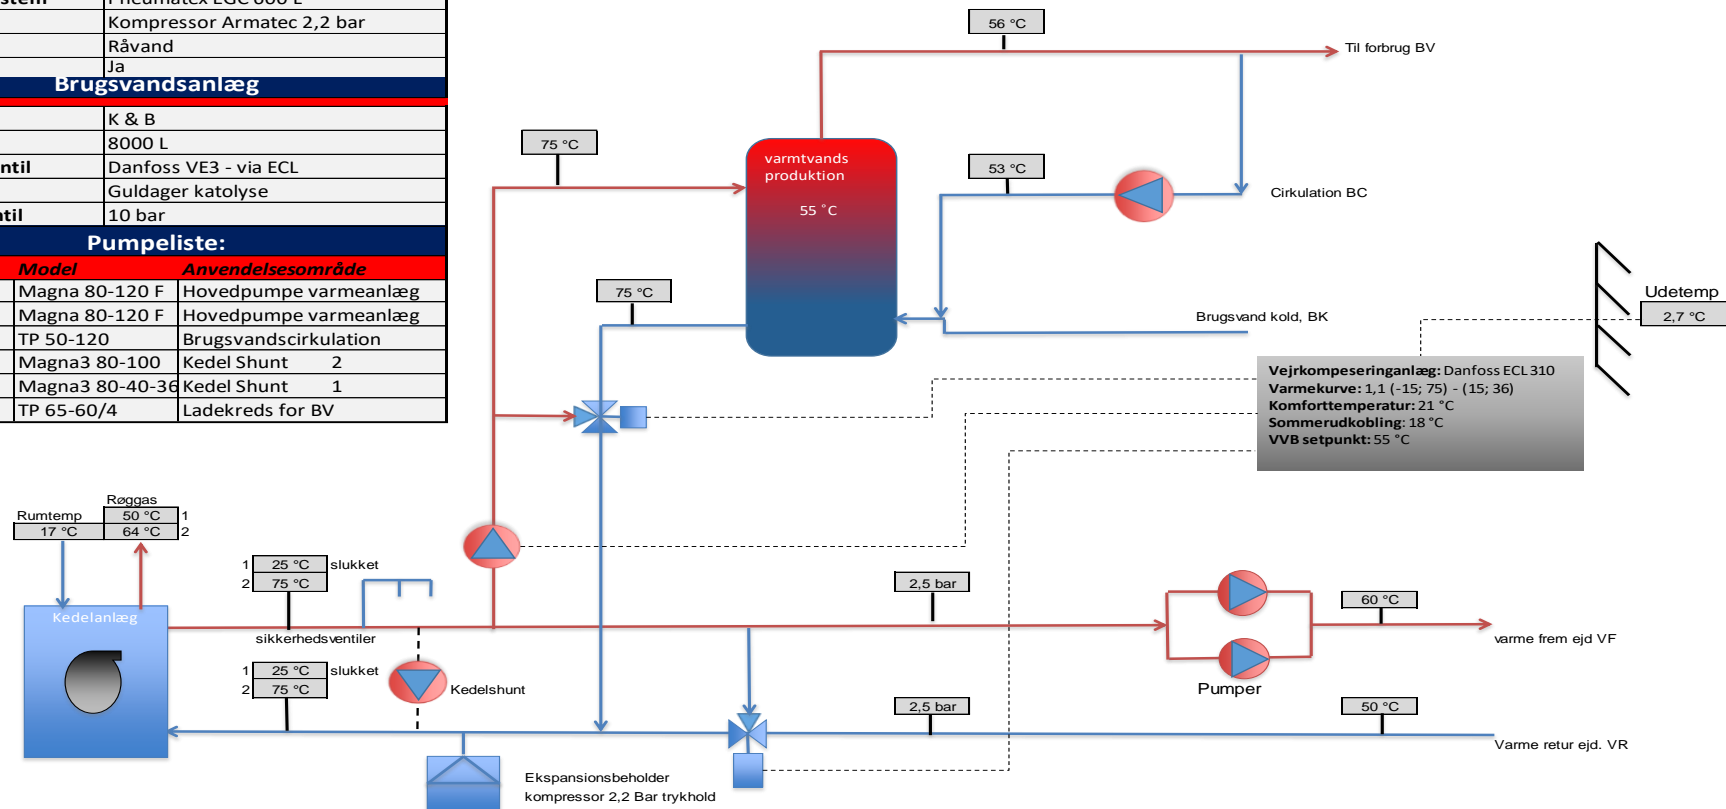 Kompressor Armatec 2,2 bar
Råvand
Ja
Brugsvandsanlæg
K & B
8000 L
Danfoss VE3 - via ECL
Guldager katolyse
10 bar
Pumpeliste:
Model Anvendelsesområde
Magna 80-120 F Hovedpumpe varmeanlæg
Magna 80-120 F Hovedpumpe varmeanlæg
TP 50-120 Brugsvandscirkulation
Magna3 80-100 Kedel Shunt 2
Magna3 80-40-36 Kedel Shunt 1
TP 65-60/4 Ladekreds for BV
56 °C
Til forbrug BV
75 °C
varmtvands
produktion
55 °C
53 °C
Cirkulation BC
75 °C
Brugsvand kold, BK
Udetemp
2,7 °C
Vejrkompeseringanlæg: Danfoss ECL 310
Varmekurve: 1,1 (-15; 75) - (15; 36)
Komforttemperatur: 21 °C
Sommerudkobling: 18 °C
VVB setpunkt: 55 °C
Røggas
Rumtemp 50 °C 1
17 °C 64 °C 2
1 25 °C slukket
2 75 °C
Kedelanlæg
sikkerhedsventiler
1 25 °C slukket
2 75 °C
Kedelshunt
2,5 bar
60 °C
varme frem ejd VF
Pumper
2,5 bar
50 °C
Varme retur ejd. VR
Ekspansionsbeholder
kompressor 2,2 Bar trykhold